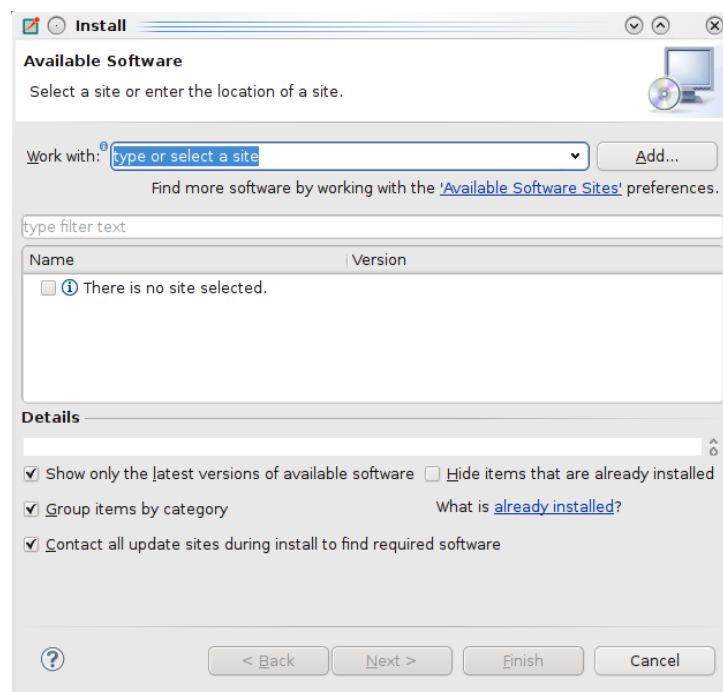 Install
Available Software
Select a site or enter the location of a site.
Work with: type or select a site Add...
Find more software by working with the 'Available Software Sites' preferences.
type filter text
Name Version
There is no site selected.
Details
Show only the latest versions of available software Hide items that are already installed
Group items by category What is already installed?
Contact all update sites during install to find required software
? < Back Next > Finish Cancel